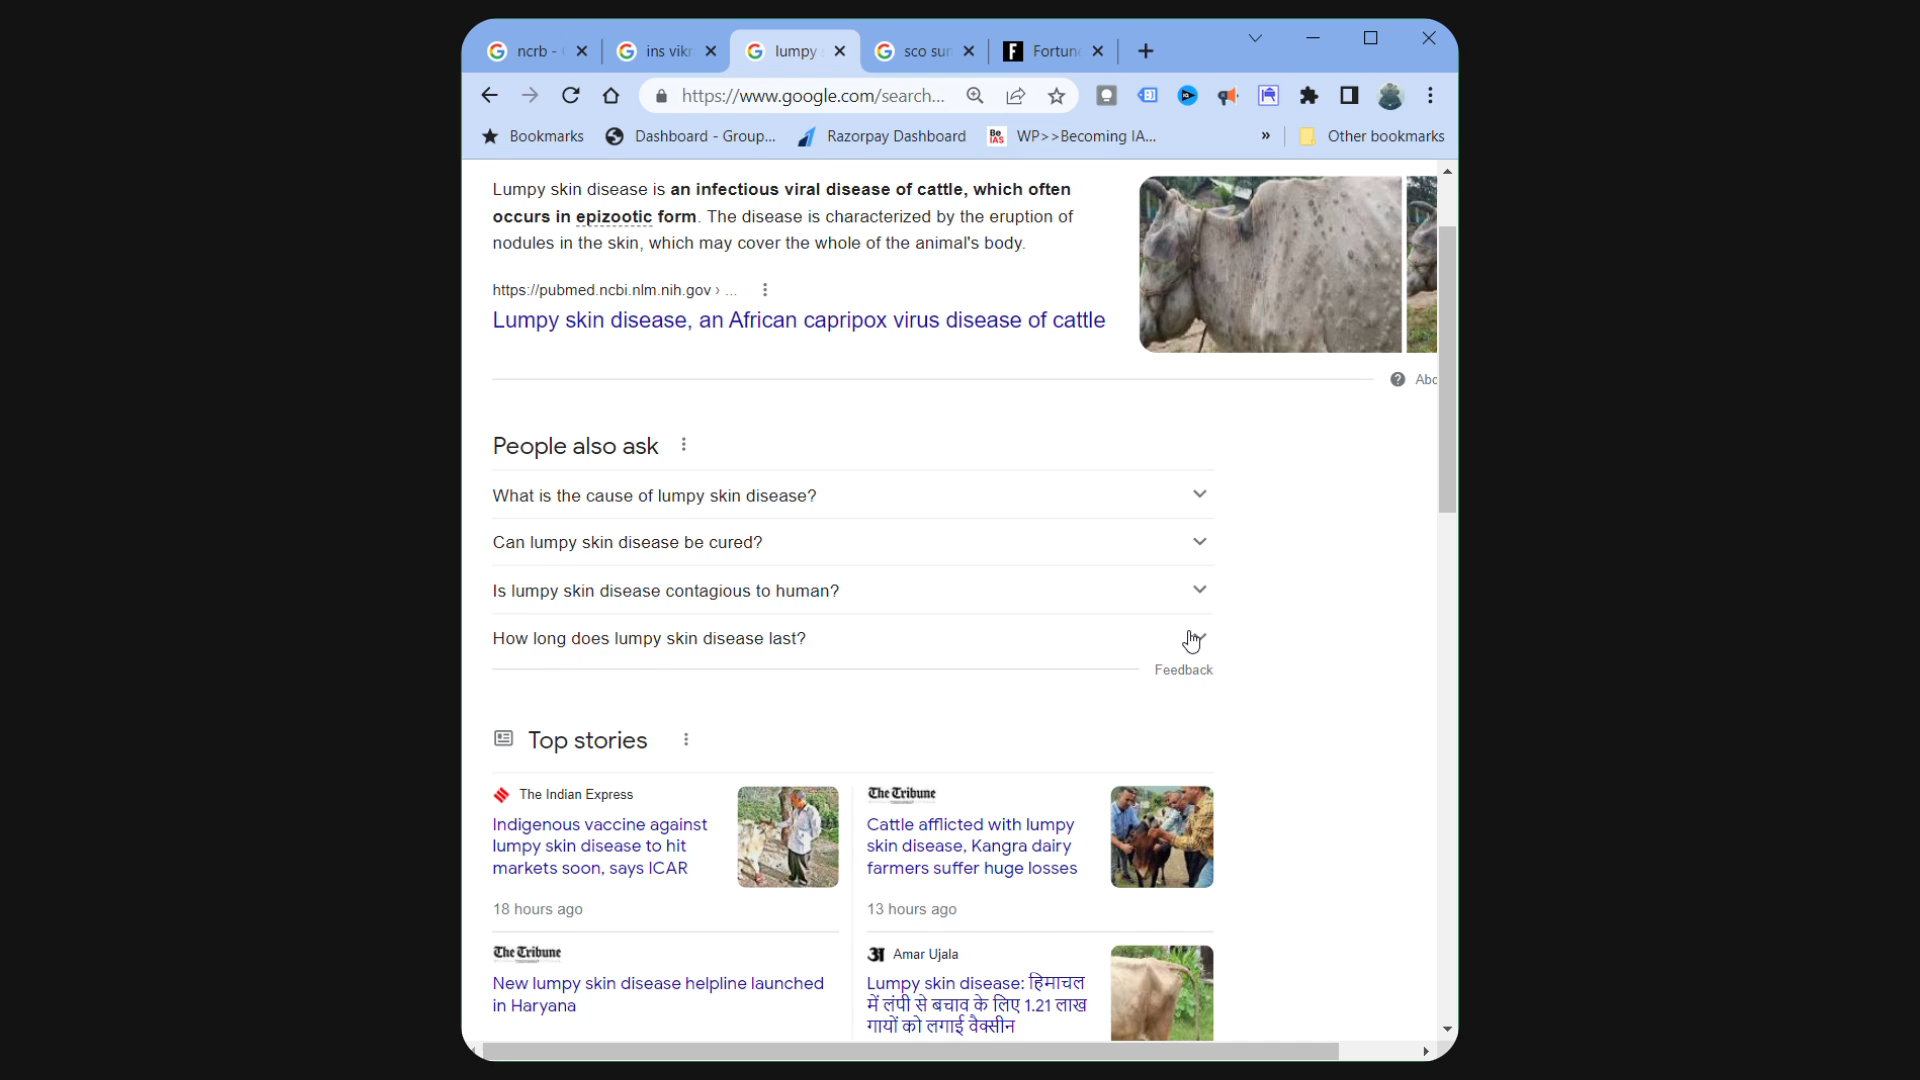 ncrb -
ins vikr
lumpy
sco sur
Fortun
https://www.google.com/search...
Bookmarks
Dashboard - Group...
Razorpay Dashboard
Be IAS
WP>>Becoming IA...
»
Other bookmarks
Lumpy skin disease is an infectious viral disease of cattle, which often
occurs in epizootic form. The disease is characterized by the eruption of
nodules in the skin, which may cover the whole of the animal's body.
https://pubmed.ncbi.nlm.nih.gov › ...
Lumpy skin disease, an African capripox virus disease of cattle
Abo
People also ask
What is the cause of lumpy skin disease?
Can lumpy skin disease be cured?
Is lumpy skin disease contagious to human?
How long does lumpy skin disease last?
Feedback
Top stories
The Indian Express
Indigenous vaccine against
lumpy skin disease to hit
markets soon, says ICAR
18 hours ago
The Tribune
Cattle afflicted with lumpy
skin disease, Kangra dairy
farmers suffer huge losses
13 hours ago
The Tribune
New lumpy skin disease helpline launched
in Haryana
Amar Ujala
Lumpy skin disease: हिमाचल
में लंपी से बचाव के लिए 1.21 लाख
गायों को लगाई वैक्सीन